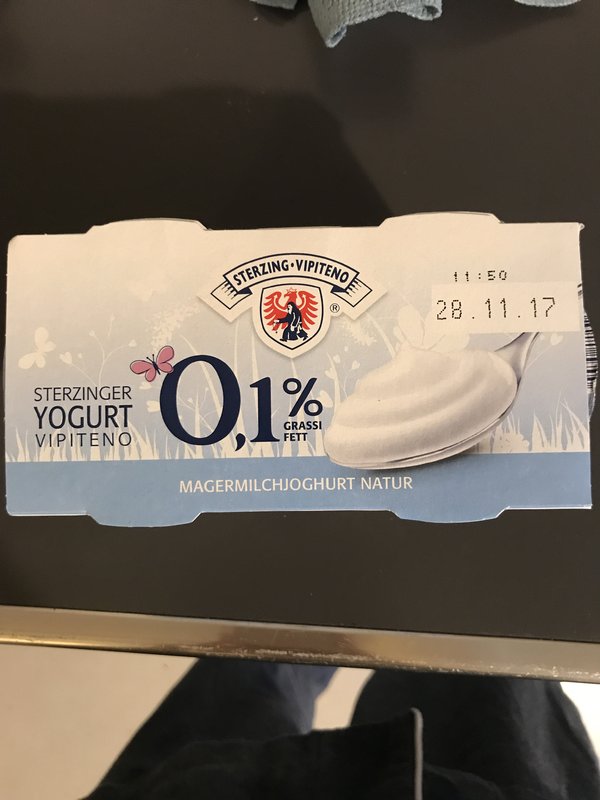 STERZING·VIPITENO
®
11:50
28.11.17
STERZINGER
YOGURT
VIPITENO
0,1%
GRASSI
FETT
MAGERMILCHJOGHURT NATUR